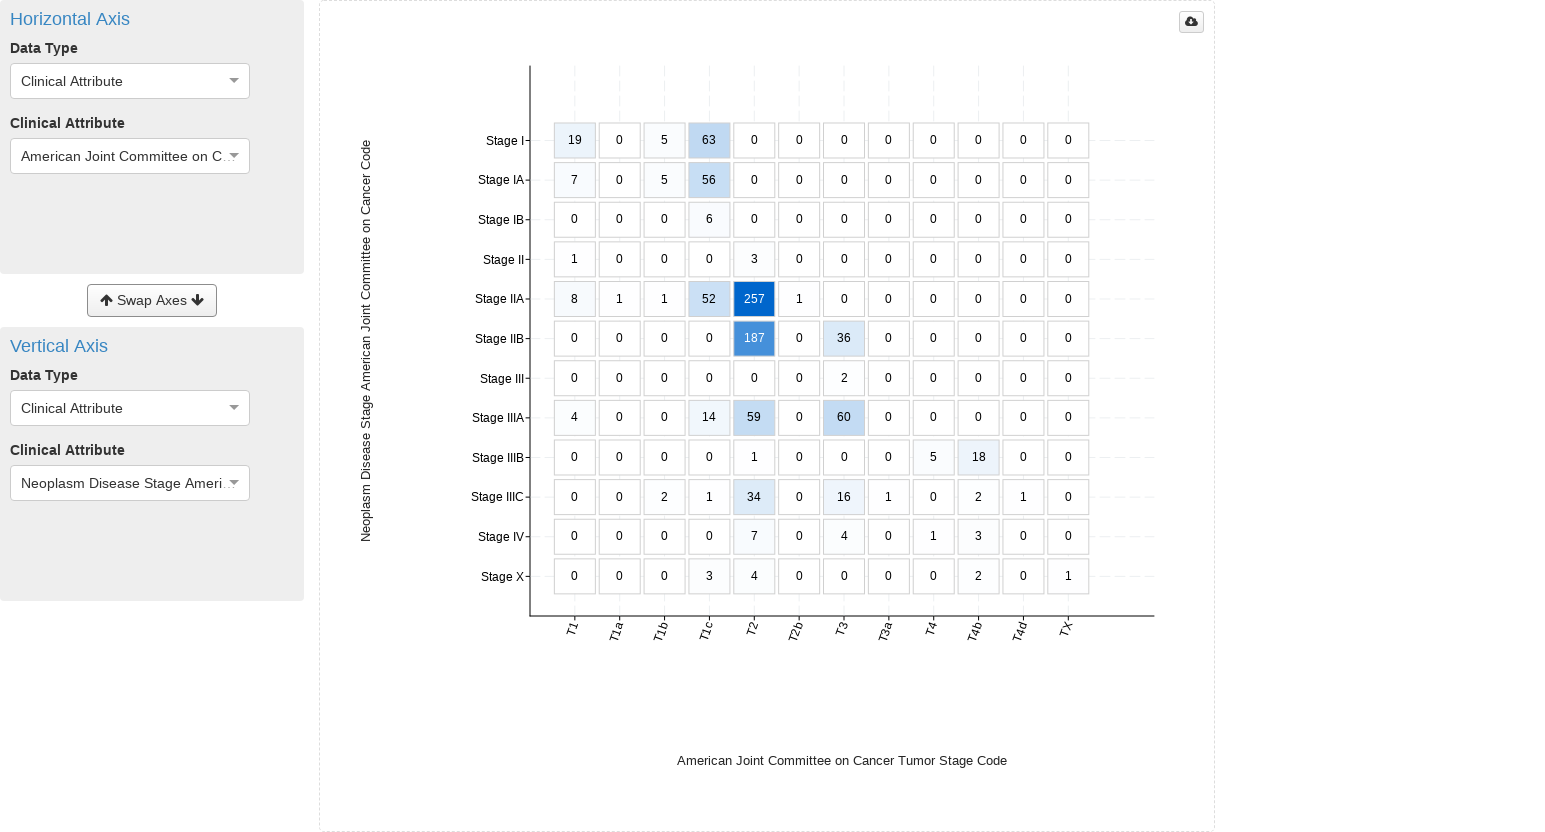 Horizontal Axis
Data Type
Clinical Attribute
Clinical Attribute
American Joint Committee on C...
Swap Axes
Vertical Axis
Data Type
Clinical Attribute
Clinical Attribute
Neoplasm Disease Stage Ameri...
Neoplasm Disease Stage American Joint Committee on Cancer Code
Stage I 19 0 5 63 0 0 0 0 0 0 0 0
Stage IA 7 0 5 56 0 0 0 0 0 0 0 0
Stage IB 0 0 0 6 0 0 0 0 0 0 0 0
Stage II 1 0 0 0 3 0 0 0 0 0 0 0
Stage IIA 8 1 1 52 257 1 0 0 0 0 0 0
Stage IIB 0 0 0 0 187 0 36 0 0 0 0 0
Stage III 0 0 0 0 0 0 2 0 0 0 0 0
Stage IIIA 4 0 0 14 59 0 60 0 0 0 0 0
Stage IIIB 0 0 0 0 1 0 0 0 5 18 0 0
Stage IIIC 0 0 2 1 34 0 16 1 0 2 1 0
Stage IV 0 0 0 0 7 0 4 0 1 3 0 0
Stage X 0 0 0 3 4 0 0 0 0 2 0 1
T1 T1a T1b T1c T2 T2b T3 T3a T4 T4b T4d TX
American Joint Committee on Cancer Tumor Stage Code